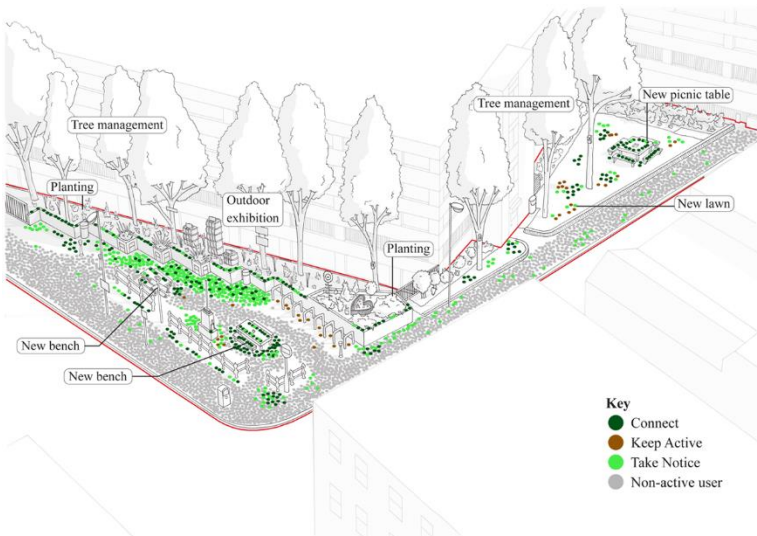 New picnic table
Tree management
Tree management
Planting
Outdoor
exhibition
New lawn
Planting
New bench
New bench
Key
Connect
Keep Active
Take Notice
Non-active user